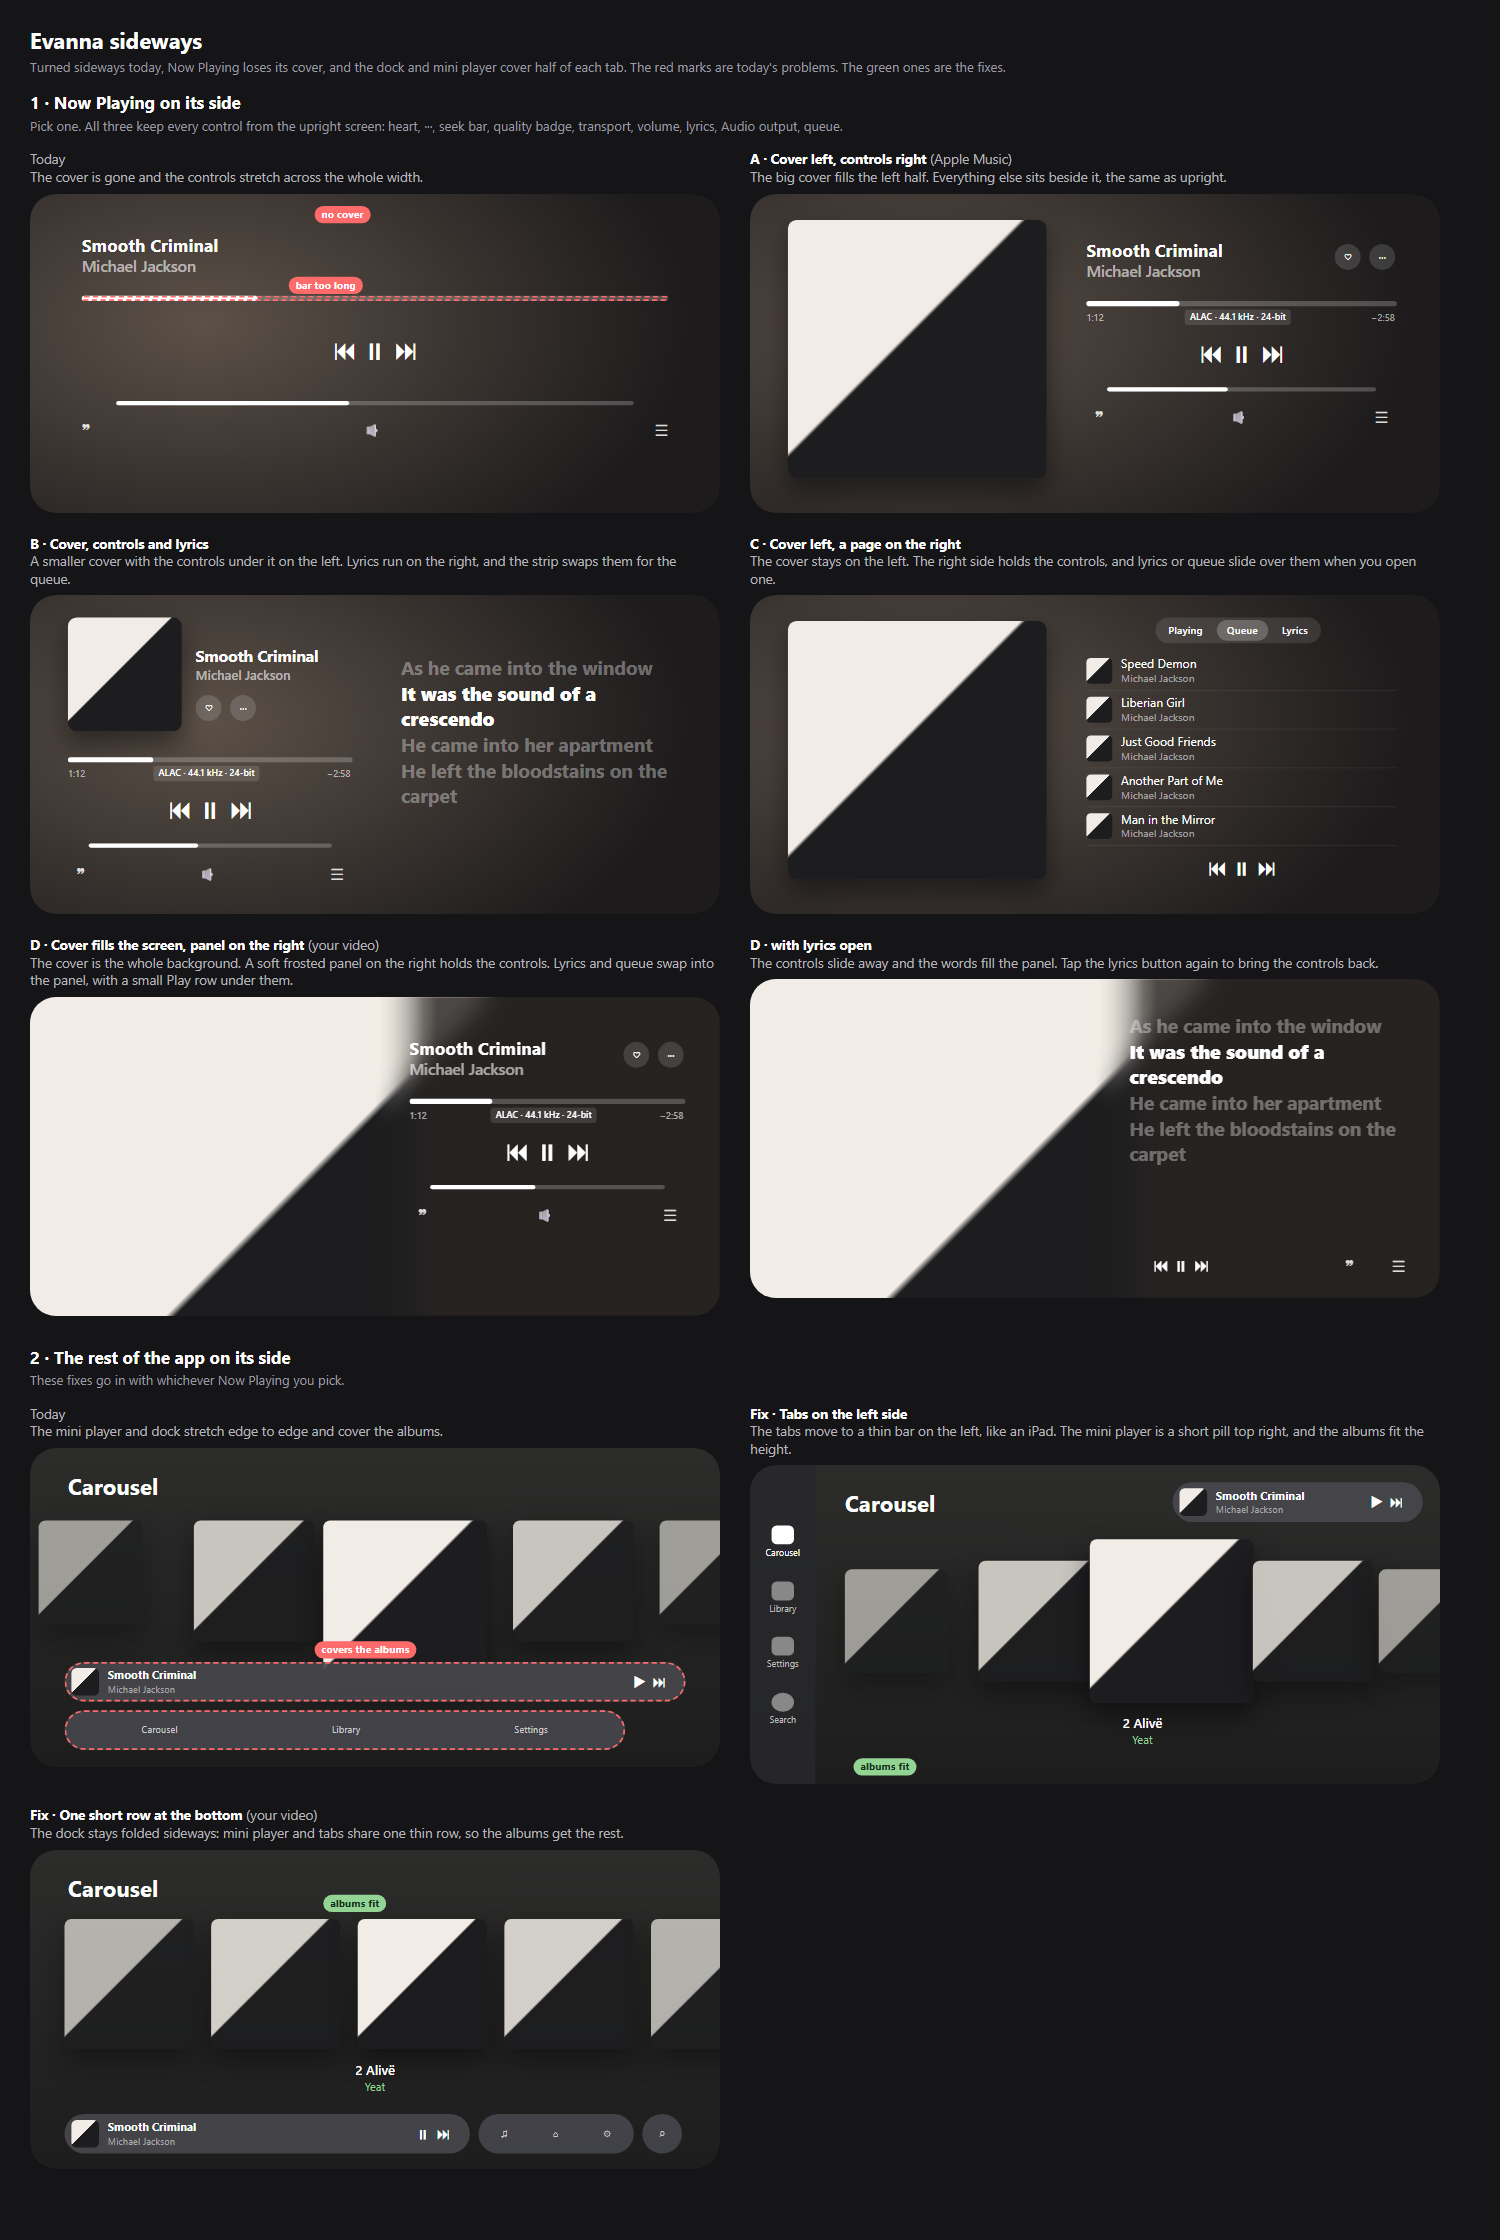 Evanna sideways
Turned sideways today, Now Playing loses its cover, and the dock and mini player cover half of each tab. The red marks are today's problems. The green ones are the fixes.
1 · Now Playing on its side
Pick one. All three keep every control from the upright screen: heart, ···, seek bar, quality badge, transport, volume, lyrics, Audio output, queue.
Today
The cover is gone and the controls stretch across the whole width.
no cover
Smooth Criminal
Michael Jackson
bar too long
A · Cover left, controls right (Apple Music)
The big cover fills the left half. Everything else sits beside it, the same as upright.
Smooth Criminal
Michael Jackson
1:12
ALAC · 44.1 kHz · 24-bit
−2:58
B · Cover, controls and lyrics
A smaller cover with the controls under it on the left. Lyrics run on the right, and the strip swaps them for the
queue.
Smooth Criminal
Michael Jackson
1:12
ALAC · 44.1 kHz · 24-bit
−2:58
As he came into the window
It was the sound of a
crescendo
He came into her apartment
He left the bloodstains on the
carpet
C · Cover left, a page on the right
The cover stays on the left. The right side holds the controls, and lyrics or queue slide over them when you open
one.
Playing
Queue
Lyrics
Speed Demon
Michael Jackson
Liberian Girl
Michael Jackson
Just Good Friends
Michael Jackson
Another Part of Me
Michael Jackson
Man in the Mirror
Michael Jackson
D · Cover fills the screen, panel on the right (your video)
The cover is the whole background. A soft frosted panel on the right holds the controls. Lyrics and queue swap into
the panel, with a small Play row under them.
Smooth Criminal
Michael Jackson
1:12
ALAC · 44.1 kHz · 24-bit
−2:58
D · with lyrics open
The controls slide away and the words fill the panel. Tap the lyrics button again to bring the controls back.
As he came into the window
It was the sound of a
crescendo
He came into her apartment
He left the bloodstains on the
carpet
2 · The rest of the app on its side
These fixes go in with whichever Now Playing you pick.
Today
The mini player and dock stretch edge to edge and cover the albums.
Carousel
covers the albums
Smooth Criminal
Michael Jackson
Carousel
Library
Settings
Fix · Tabs on the left side
The tabs move to a thin bar on the left, like an iPad. The mini player is a short pill top right, and the albums fit the
height.
Carousel
Smooth Criminal
Michael Jackson
Carousel
Library
Settings
Search
2 Alivë
Yeat
albums fit
Fix · One short row at the bottom (your video)
The dock stays folded sideways: mini player and tabs share one thin row, so the albums get the rest.
Carousel
albums fit
2 Alivë
Yeat
Smooth Criminal
Michael Jackson